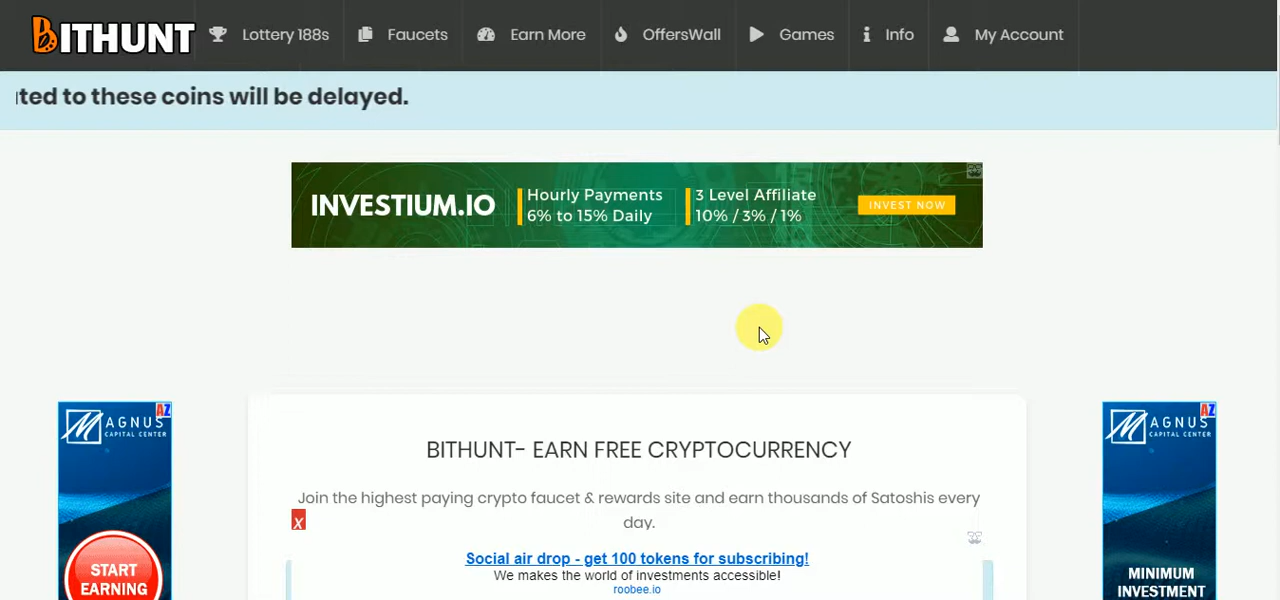 BITHUNT
Lottery 188s
Faucets
Earn More
OffersWall
Games
Info
My Account
ted to these coins will be delayed.
INVESTIUM.IO
Hourly Payments
6% to 15% Daily
3 Level Affiliate
10% / 3% / 1%
INVEST NOW
MAGNUS
CAPITAL CENTER
AZ
START
EARNING
MAGNUS
CAPITAL CENTER
AZ
MINIMUM
INVESTMENT
BITHUNT- EARN FREE CRYPTOCURRENCY
Join the highest paying crypto faucet & rewards site and earn thousands of Satoshis every
day.
x
Social air drop - get 100 tokens for subscribing!
We makes the world of investments accessible!
roobee.io